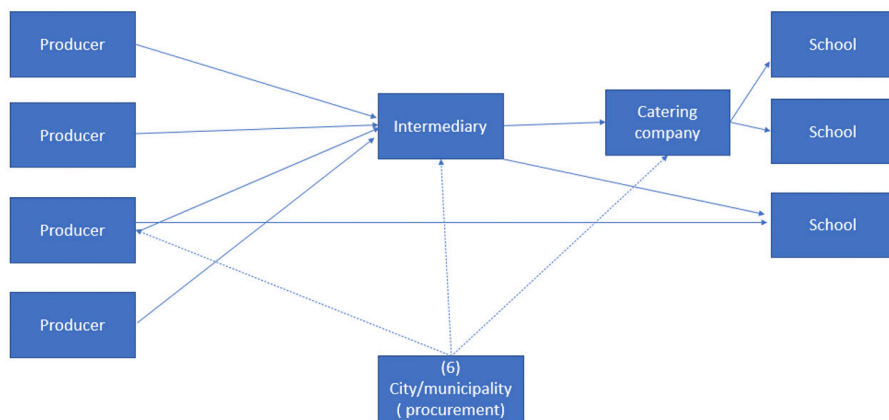 Producer
School
Producer
Intermediary
Catering
company
School
Producer
School
Producer
(6)
City/municipality
( procurement)